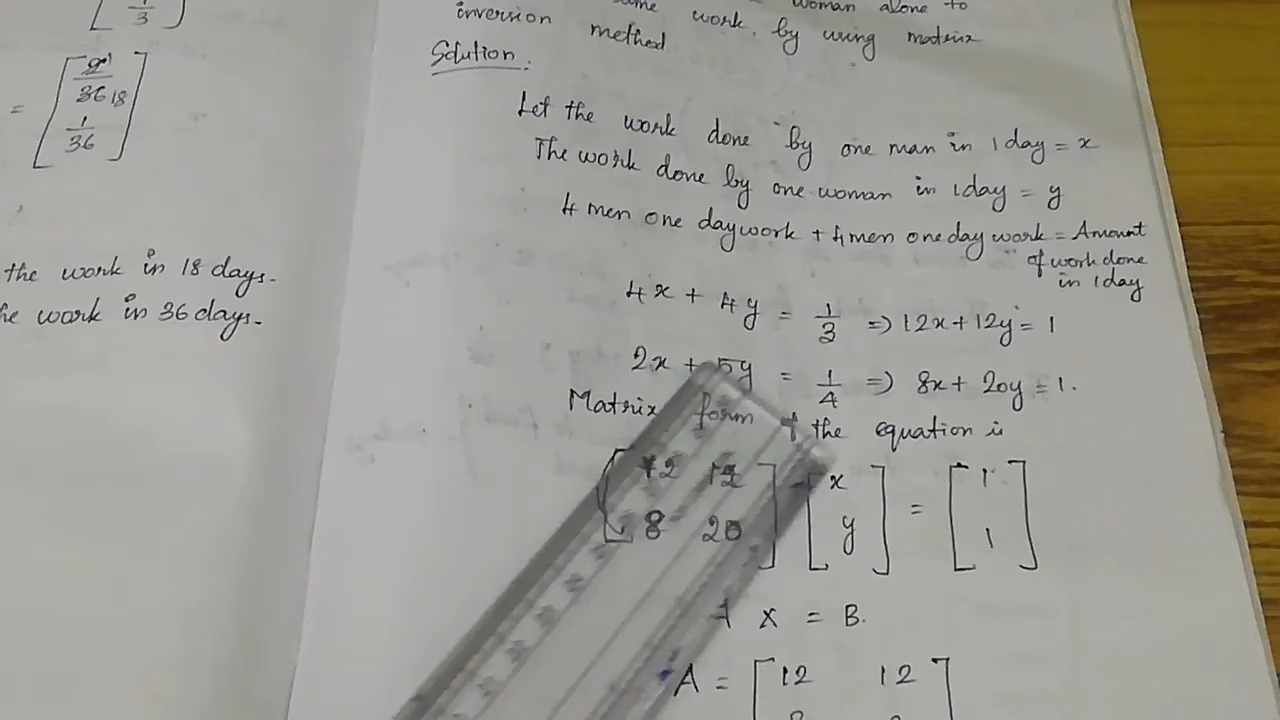 1
3
=
2 1
36 18
1
36
the work in 18 days.
he work in 36 days.
woman alone to
work, by using matrix
inversion method
Solution:
Let the work done by one man in 1 day = x
The work done by one woman in 1 day = y
4 men one day work + 4 men one day work = Amount
of work done
in 1 day
4x + 4y = 1/3 => 12x + 12y = 1
2x + 5y = 1/4 => 8x + 20y = 1.
Matrix form of the equation is
[12 12] [x] = [1]
[8 20] [y] [1]
A X = B.
A = [12 12